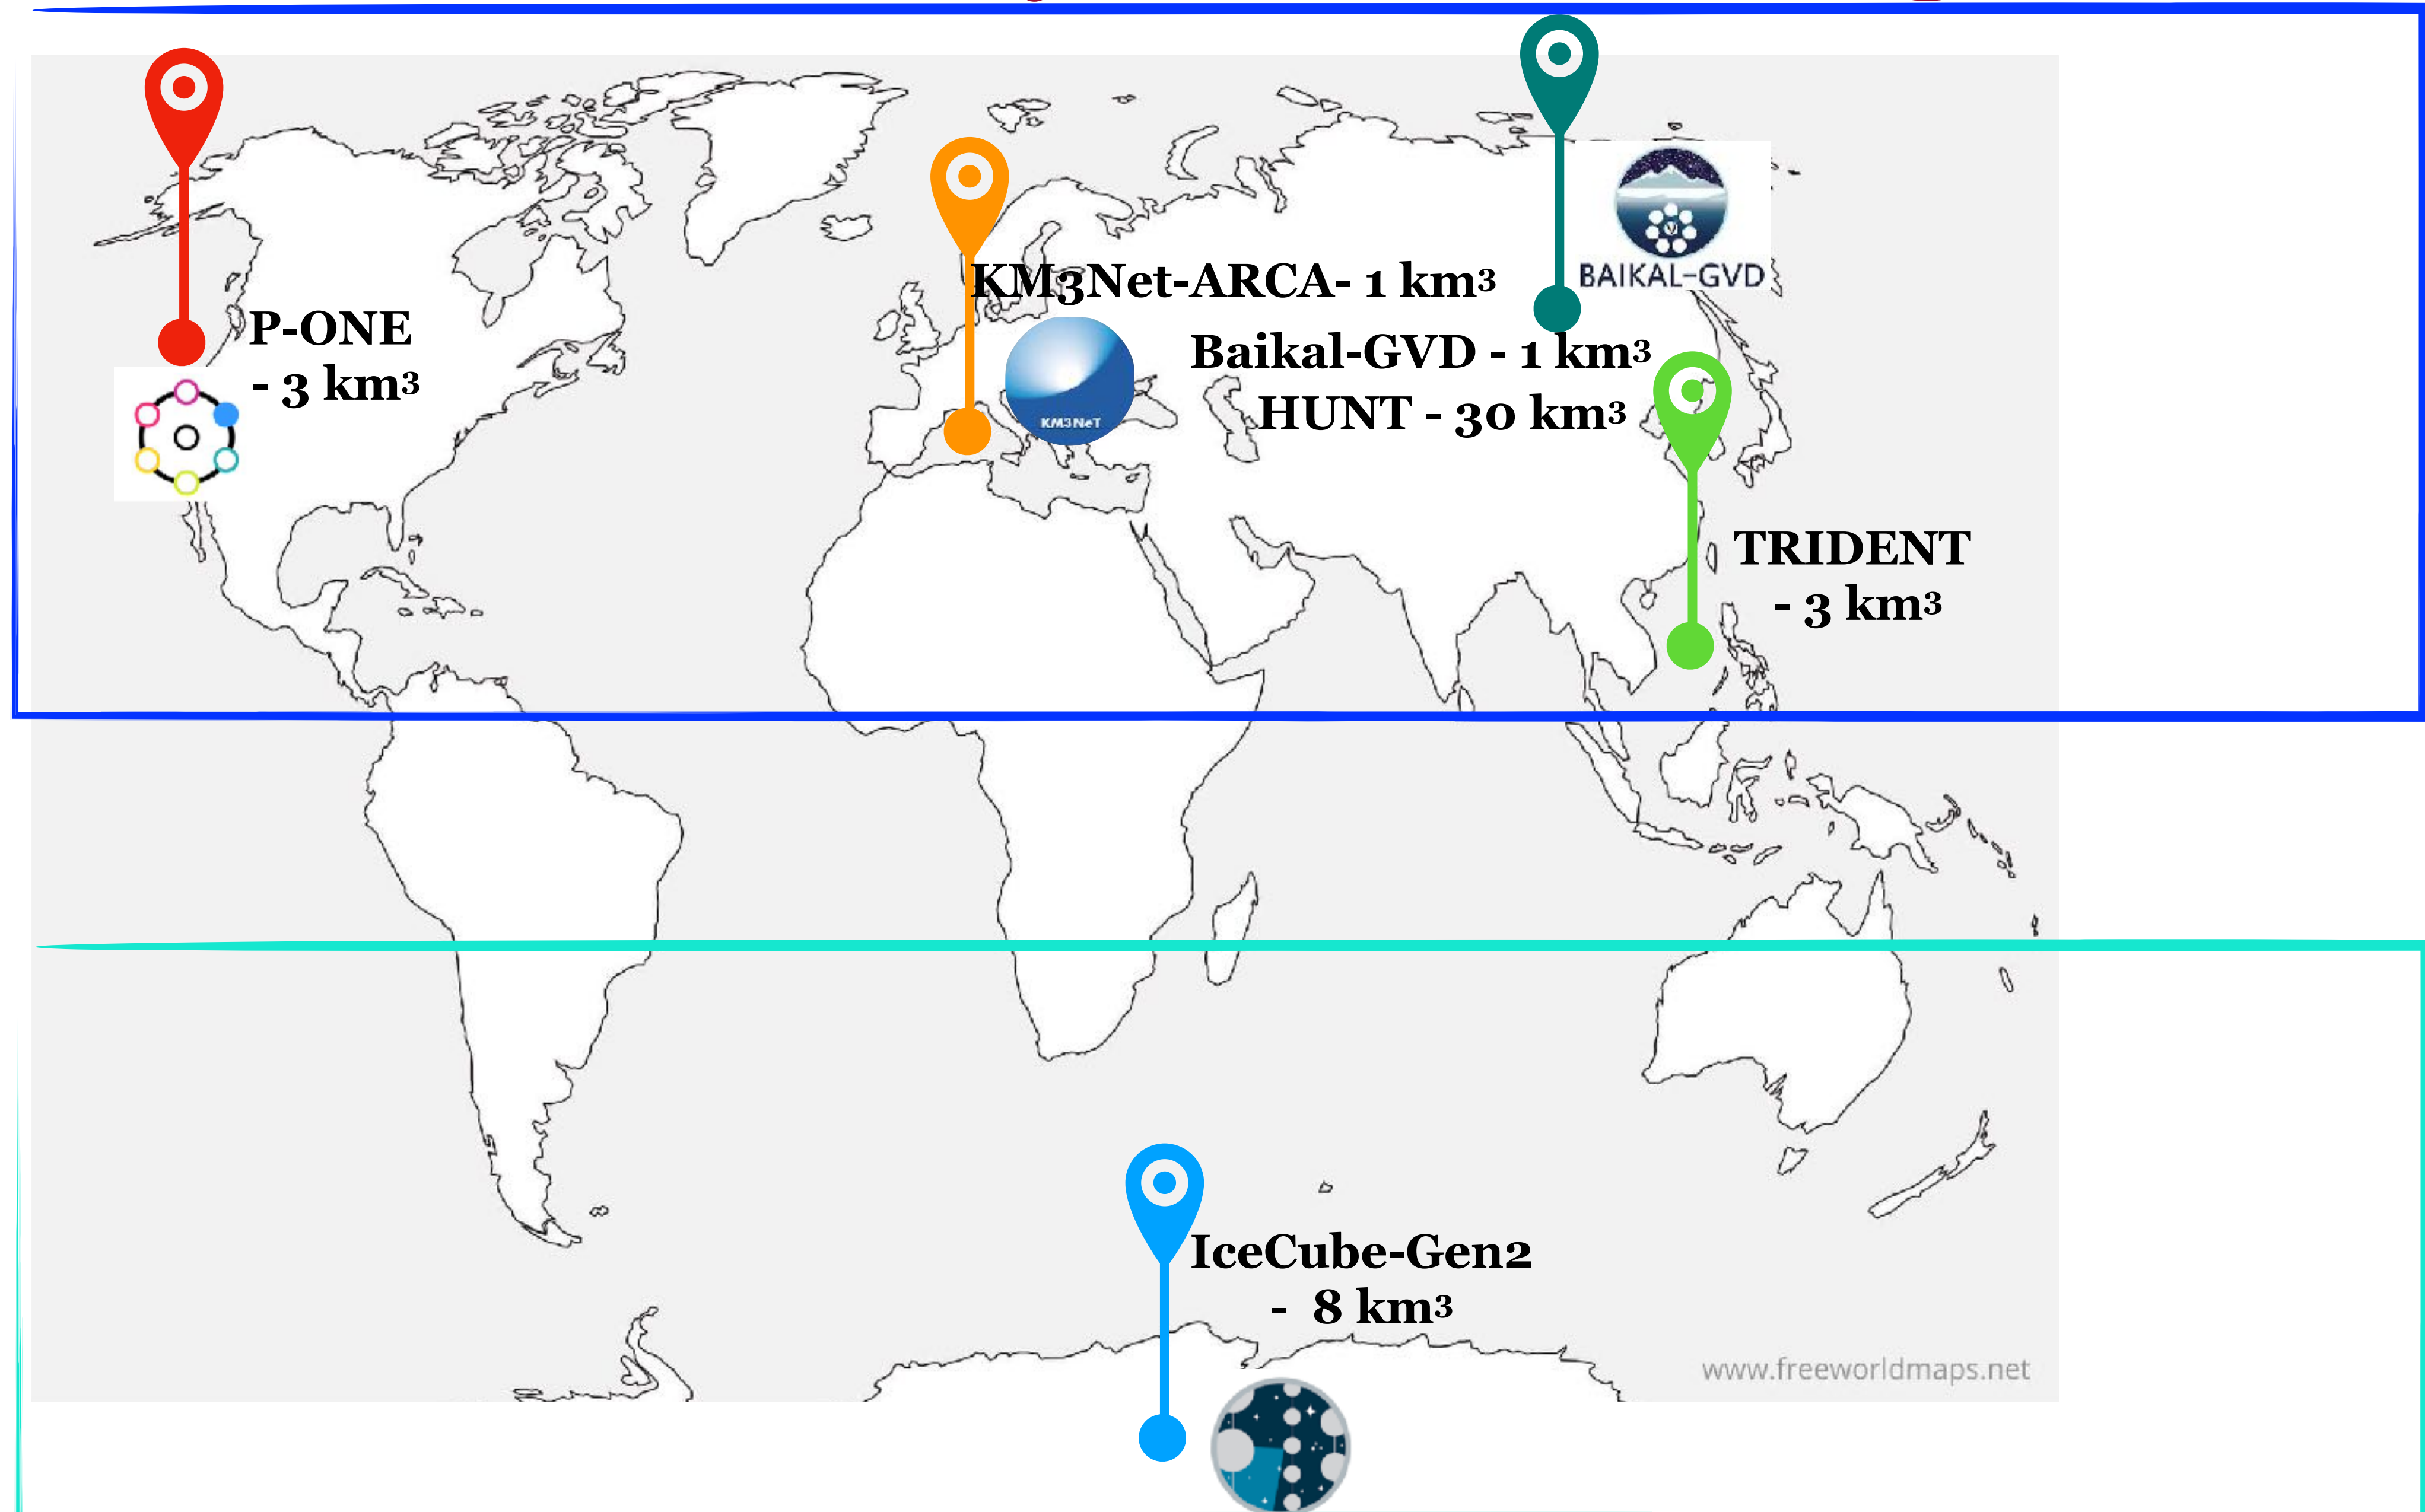 BAIKAL-GVD
KM3Net-ARCA- 1 km³
P-ONE
- 3 km³
Baikal-GVD - 1 km³
HUNT - 30 km³
KM3NeT
TRIDENT
- 3 km³
IceCube-Gen2
- 8 km³
www.freeworldmaps.net